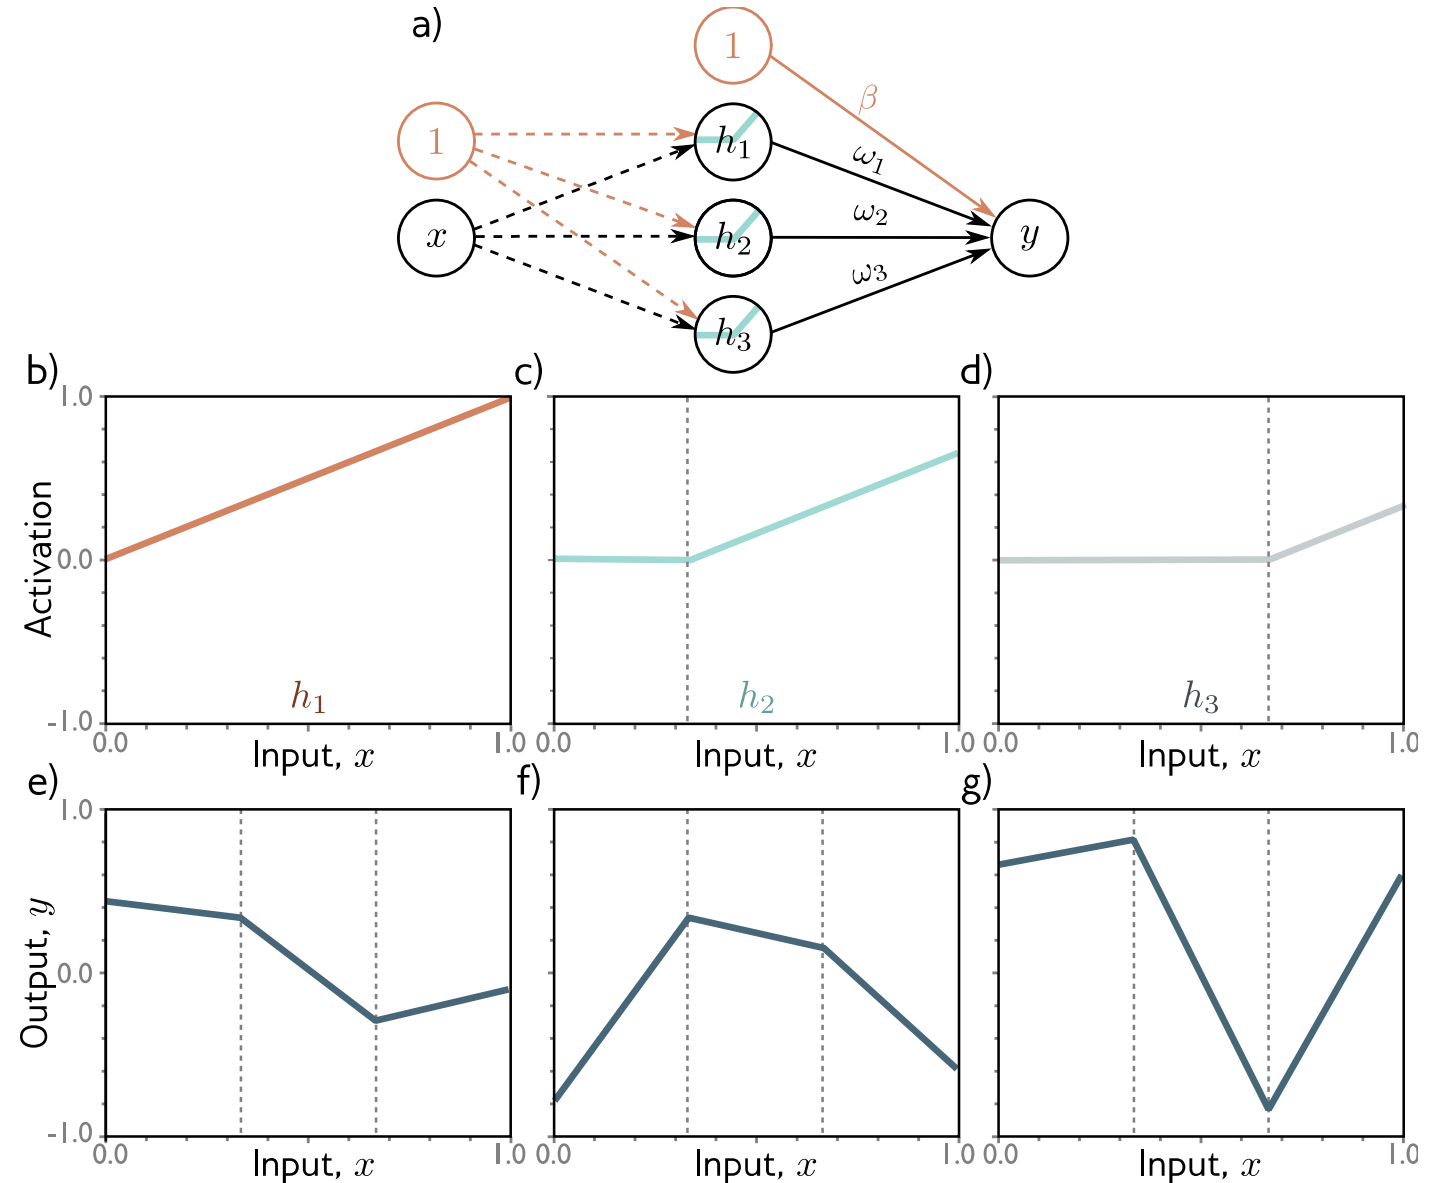 a)
1
β
1
h₁
ω₁
x
h₂
ω₂
y
h₃
ω₃
b)
c)
d)
1.0
0.0
-1.0
Activation
h₁
h₂
h₃
0.0
1.0
0.0
1.0
0.0
1.0
Input, x
Input, x
Input, x
e)
f)
g)
1.0
0.0
-1.0
Output, y
0.0
1.0
0.0
1.0
0.0
1.0
Input, x
Input, x
Input, x